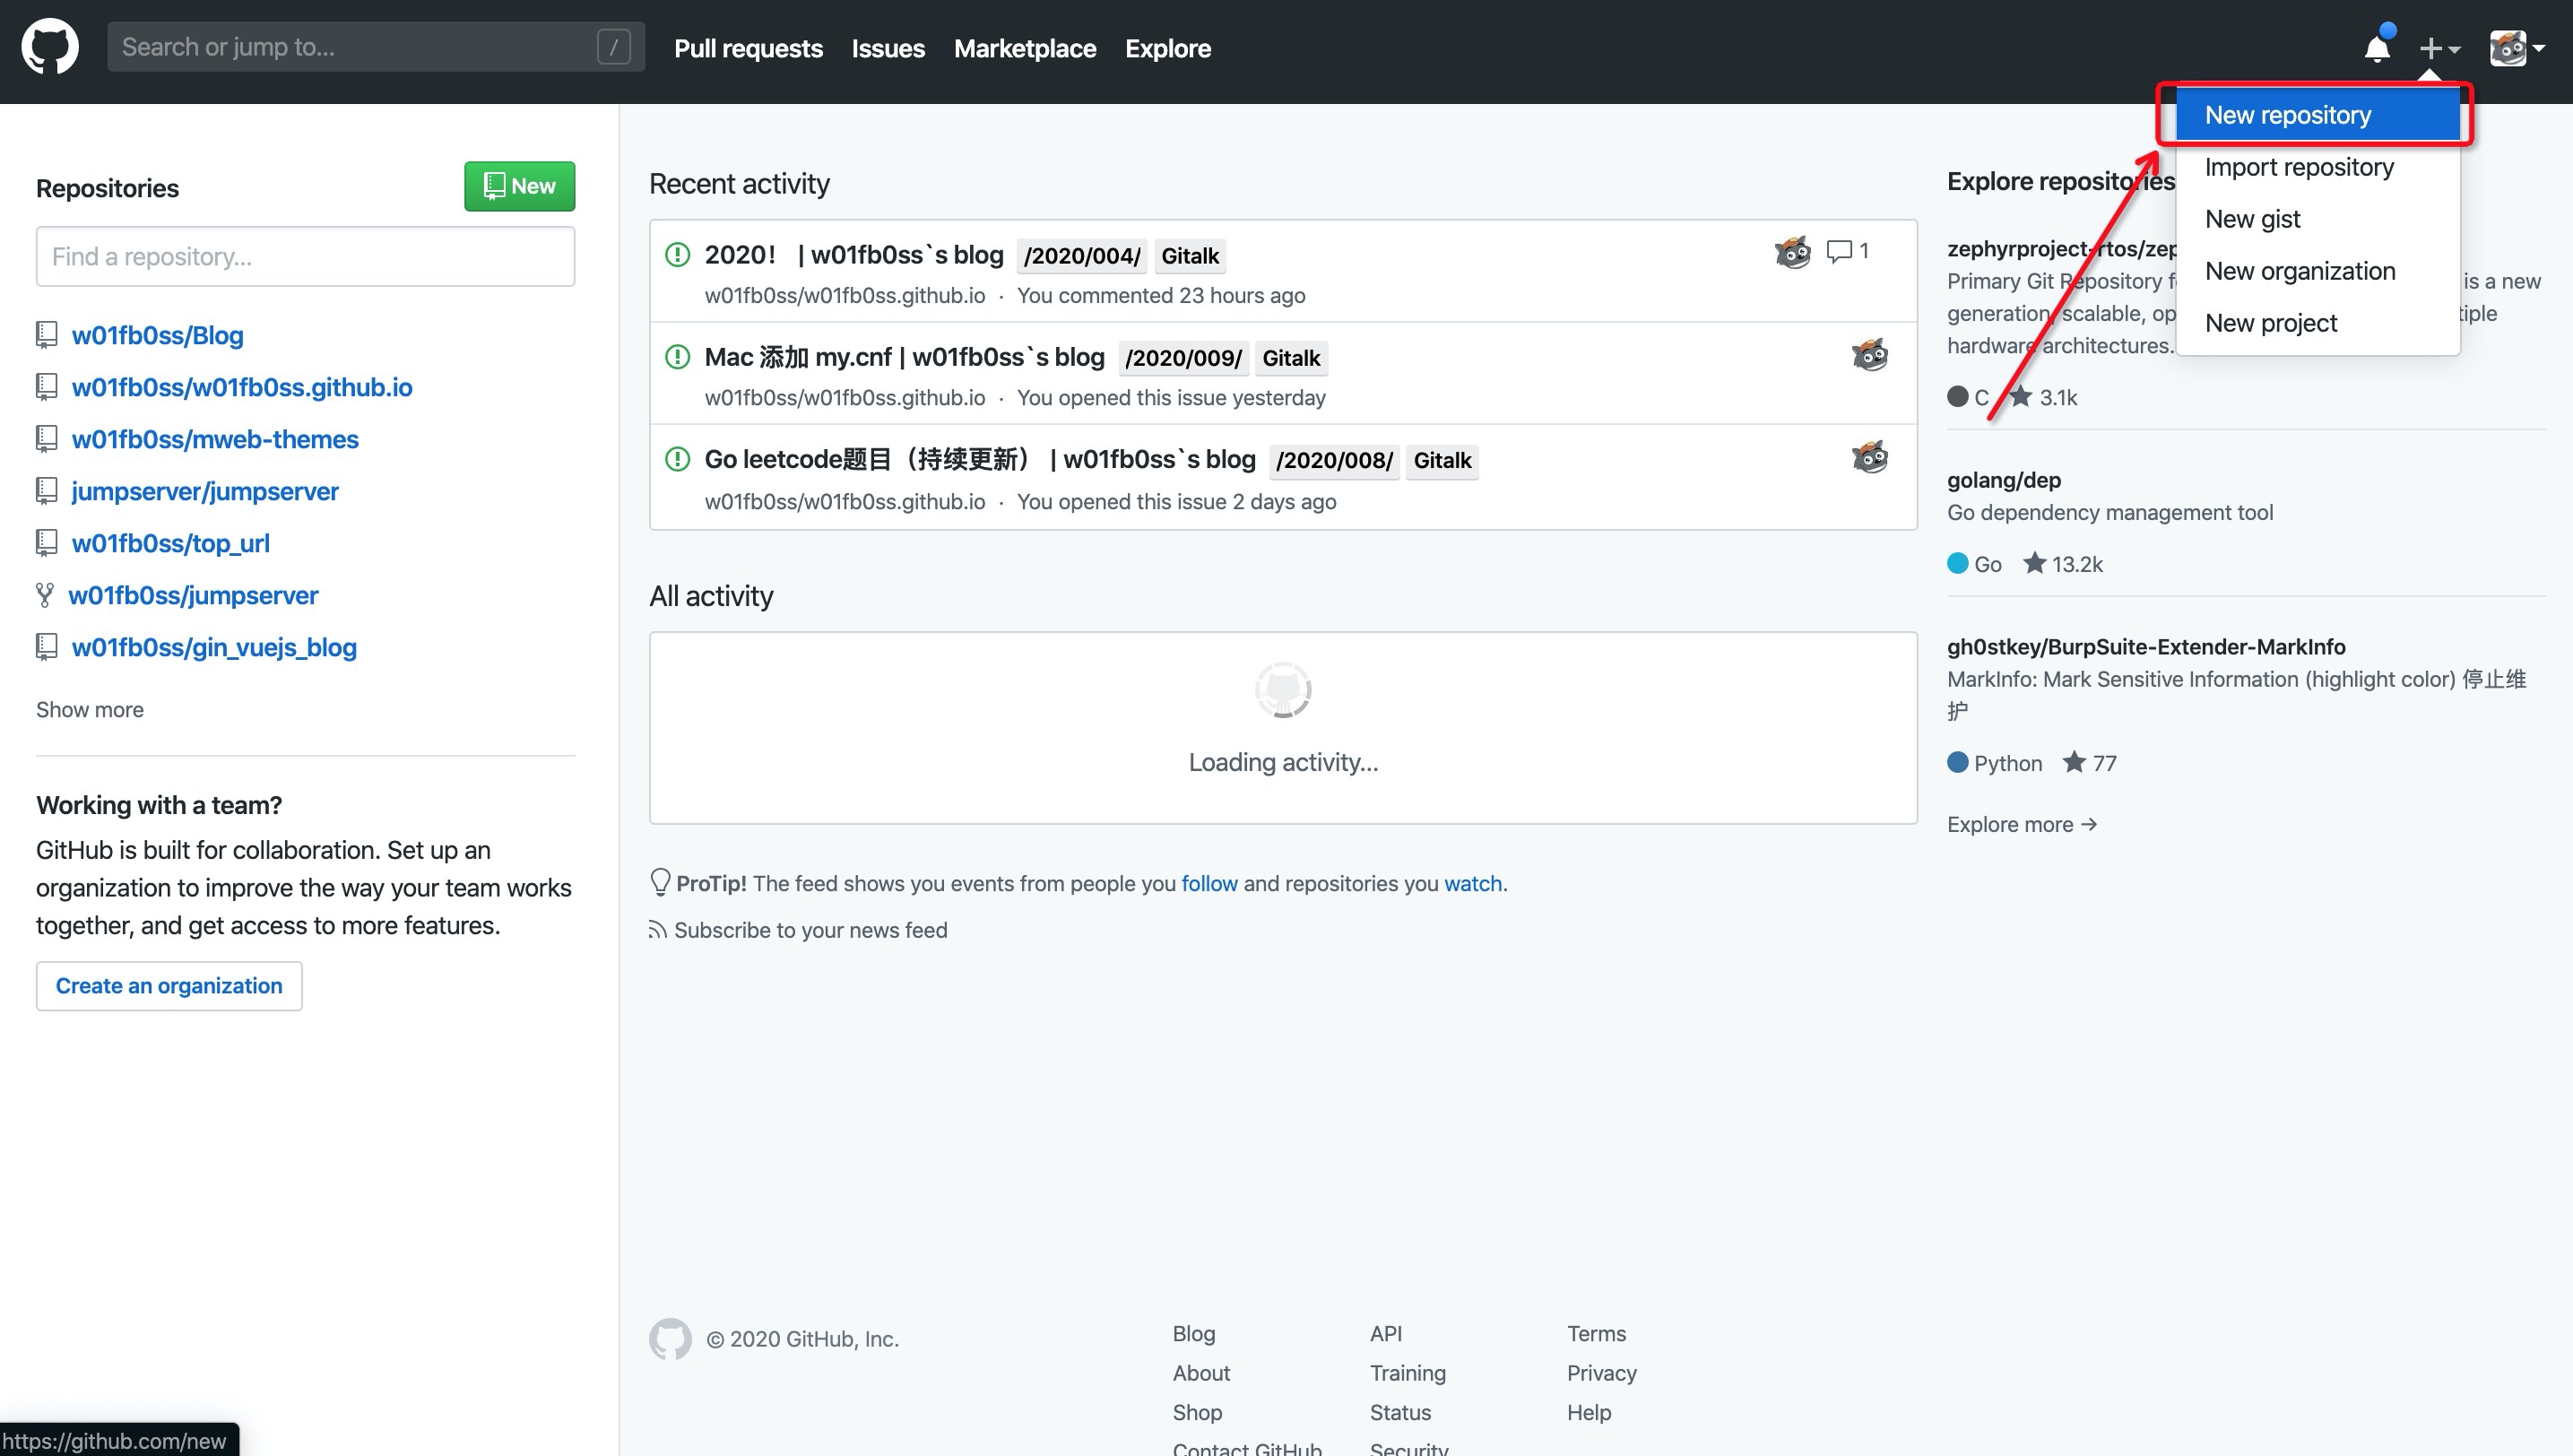 Search or jump to...
/
Pull requests
Issues
Marketplace
Explore
New repository
Import repository
New gist
New organization
New project
Repositories
New
Find a repository...
w01fb0ss/Blog
w01fb0ss/w01fb0ss.github.io
w01fb0ss/mweb-themes
jumpserver/jumpserver
w01fb0ss/top_url
w01fb0ss/jumpserver
w01fb0ss/gin_vuejs_blog
Show more
Working with a team?
GitHub is built for collaboration. Set up an
organization to improve the way your team works
together, and get access to more features.
Create an organization
Recent activity
2020！ | w01fb0ss`s blog /2020/004/ Gitalk
1
w01fb0ss/w01fb0ss.github.io · You commented 23 hours ago
Mac 添加 my.cnf | w01fb0ss`s blog /2020/009/ Gitalk
w01fb0ss/w01fb0ss.github.io · You opened this issue yesterday
Go leetcode题目（持续更新） | w01fb0ss`s blog /2020/008/ Gitalk
w01fb0ss/w01fb0ss.github.io · You opened this issue 2 days ago
All activity
Loading activity...
ProTip! The feed shows you events from people you follow and repositories you watch.
Subscribe to your news feed
Explore repositories
zephyrproject-rtos/zep
Primary Git Repository f is a new
generation, scalable, op tiple
hardware architectures.
C 3.1k
golang/dep
Go dependency management tool
Go 13.2k
gh0stkey/BurpSuite-Extender-MarkInfo
MarkInfo: Mark Sensitive Information (highlight color) 停止维
护
Python 77
Explore more →
© 2020 GitHub, Inc.
Blog
About
Shop
Contact GitHub
API
Training
Status
Security
Terms
Privacy
Help
https://github.com/new